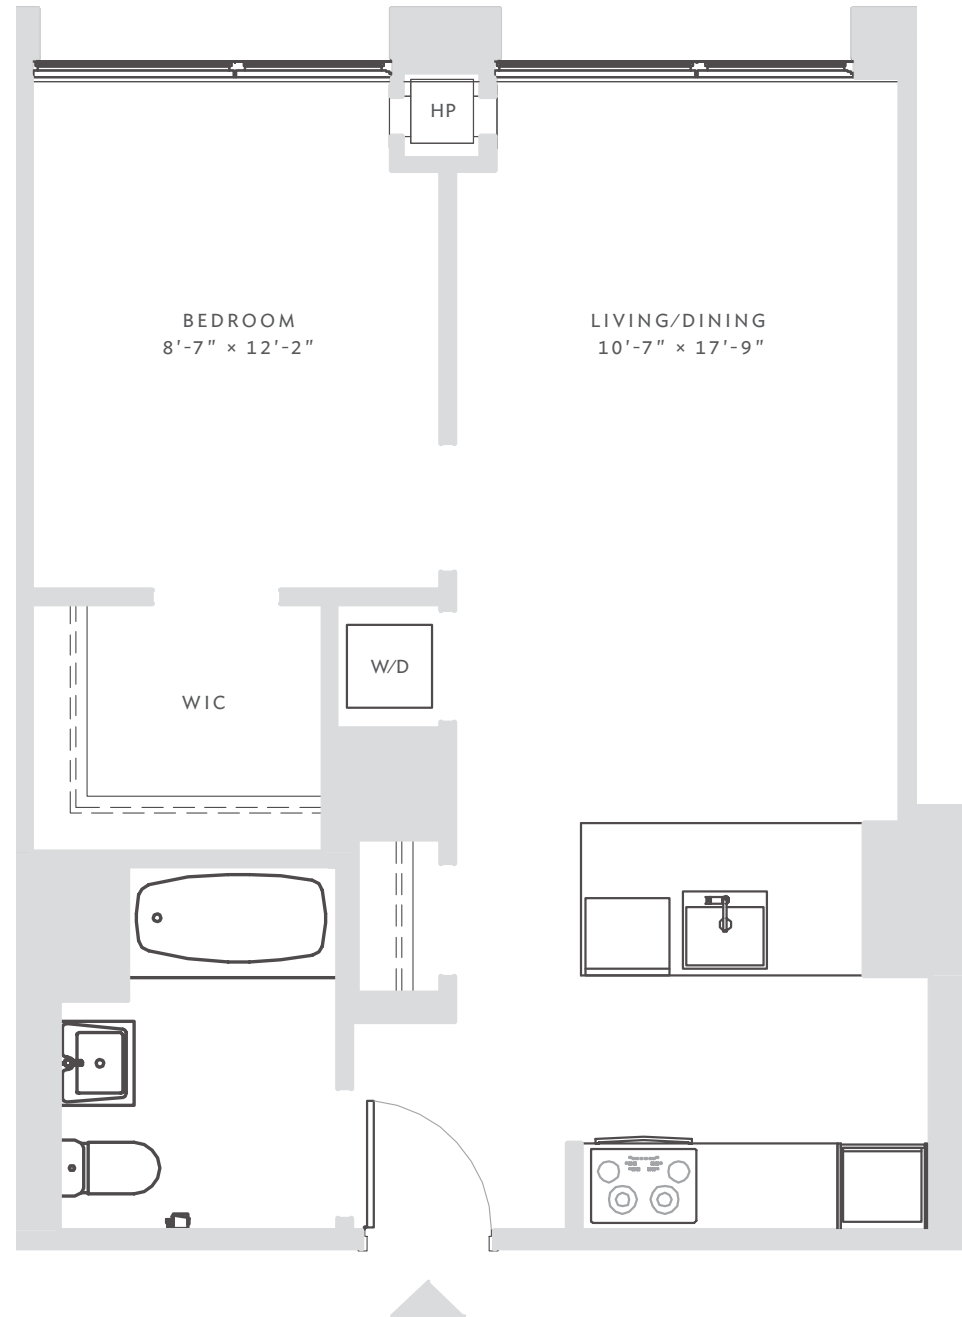 HP
BEDROOM
8'-7" × 12'-2"
LIVING/DINING
10'-7" × 17'-9"
W/D
WIC